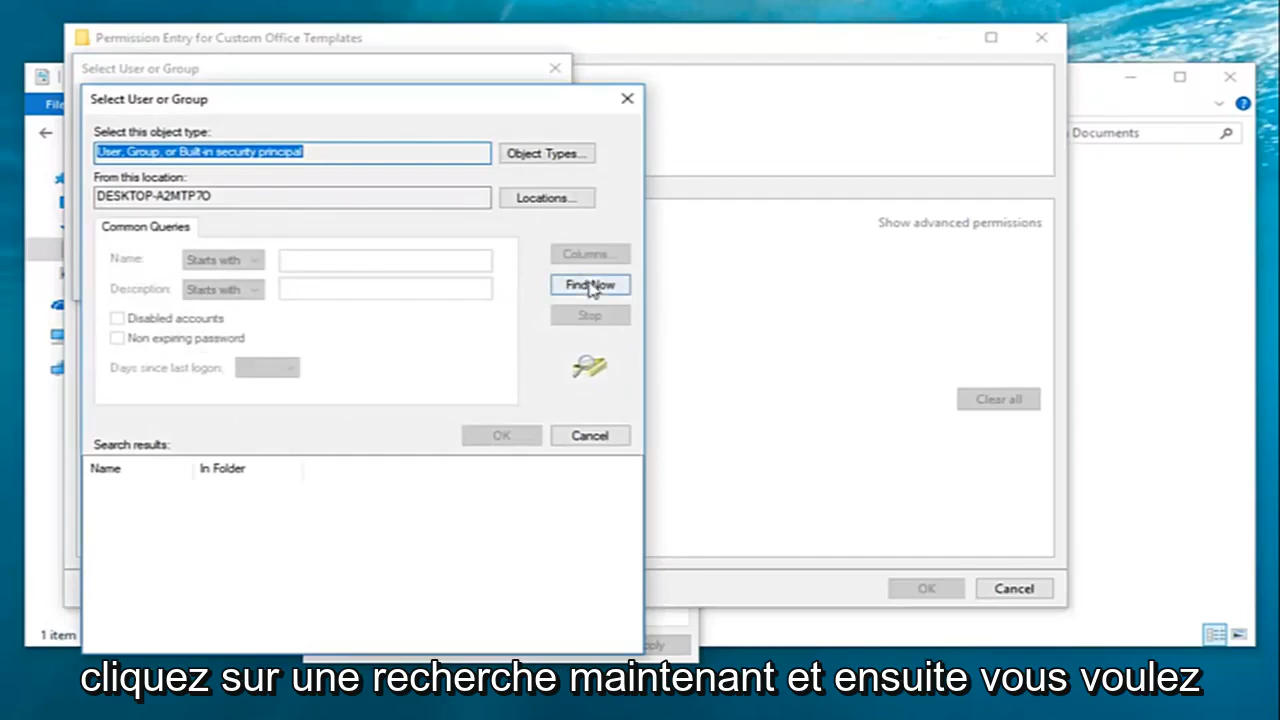 Permission Entry for Custom Office Templates
Select User or Group
Select User or Group
File
Documents
Select this object type:
User, Group, or Built-in security principal
Object Types...
From this location:
DESKTOP-A2MTP7O
Locations...
Common Queries
Show advanced permissions
Name:
Starts with
Columns...
Description:
Starts with
Find Now
Disabled accounts
Stop
Non expiring password
Days since last logon:
Clear all
OK
Cancel
Search results:
Name
In Folder
OK
Cancel
1 item
cliquez sur une recherche maintenant et ensuite vous voulez